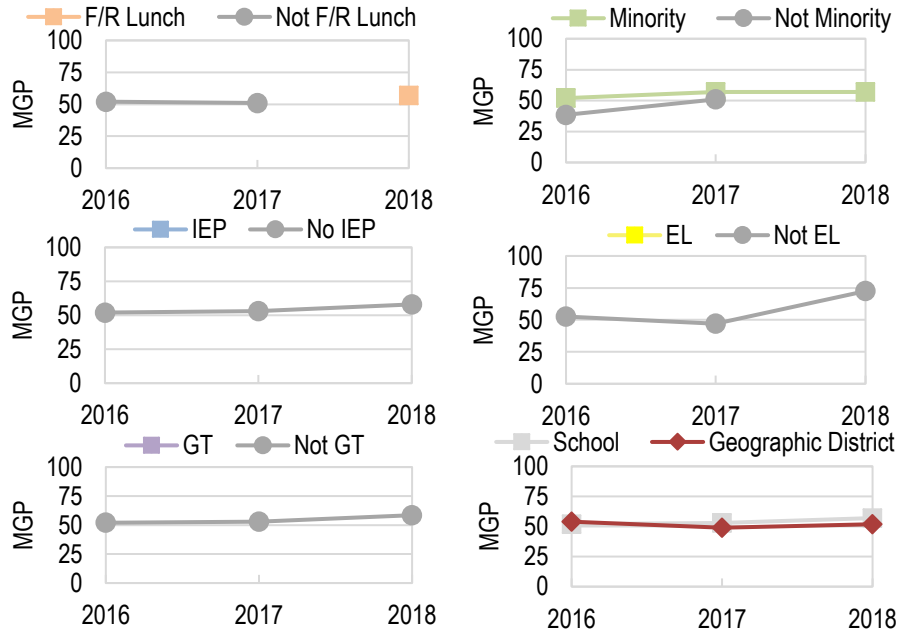 F/R Lunch Not F/R Lunch
100
75
50
25
0
MGP
2016 2017 2018
Minority Not Minority
100
75
50
25
0
MGP
2016 2017 2018
IEP No IEP
100
75
50
25
0
MGP
2016 2017 2018
EL Not EL
100
75
50
25
0
MGP
2016 2017 2018
GT Not GT
100
75
50
25
0
MGP
2016 2017 2018
School Geographic District
100
75
50
25
0
MGP
2016 2017 2018